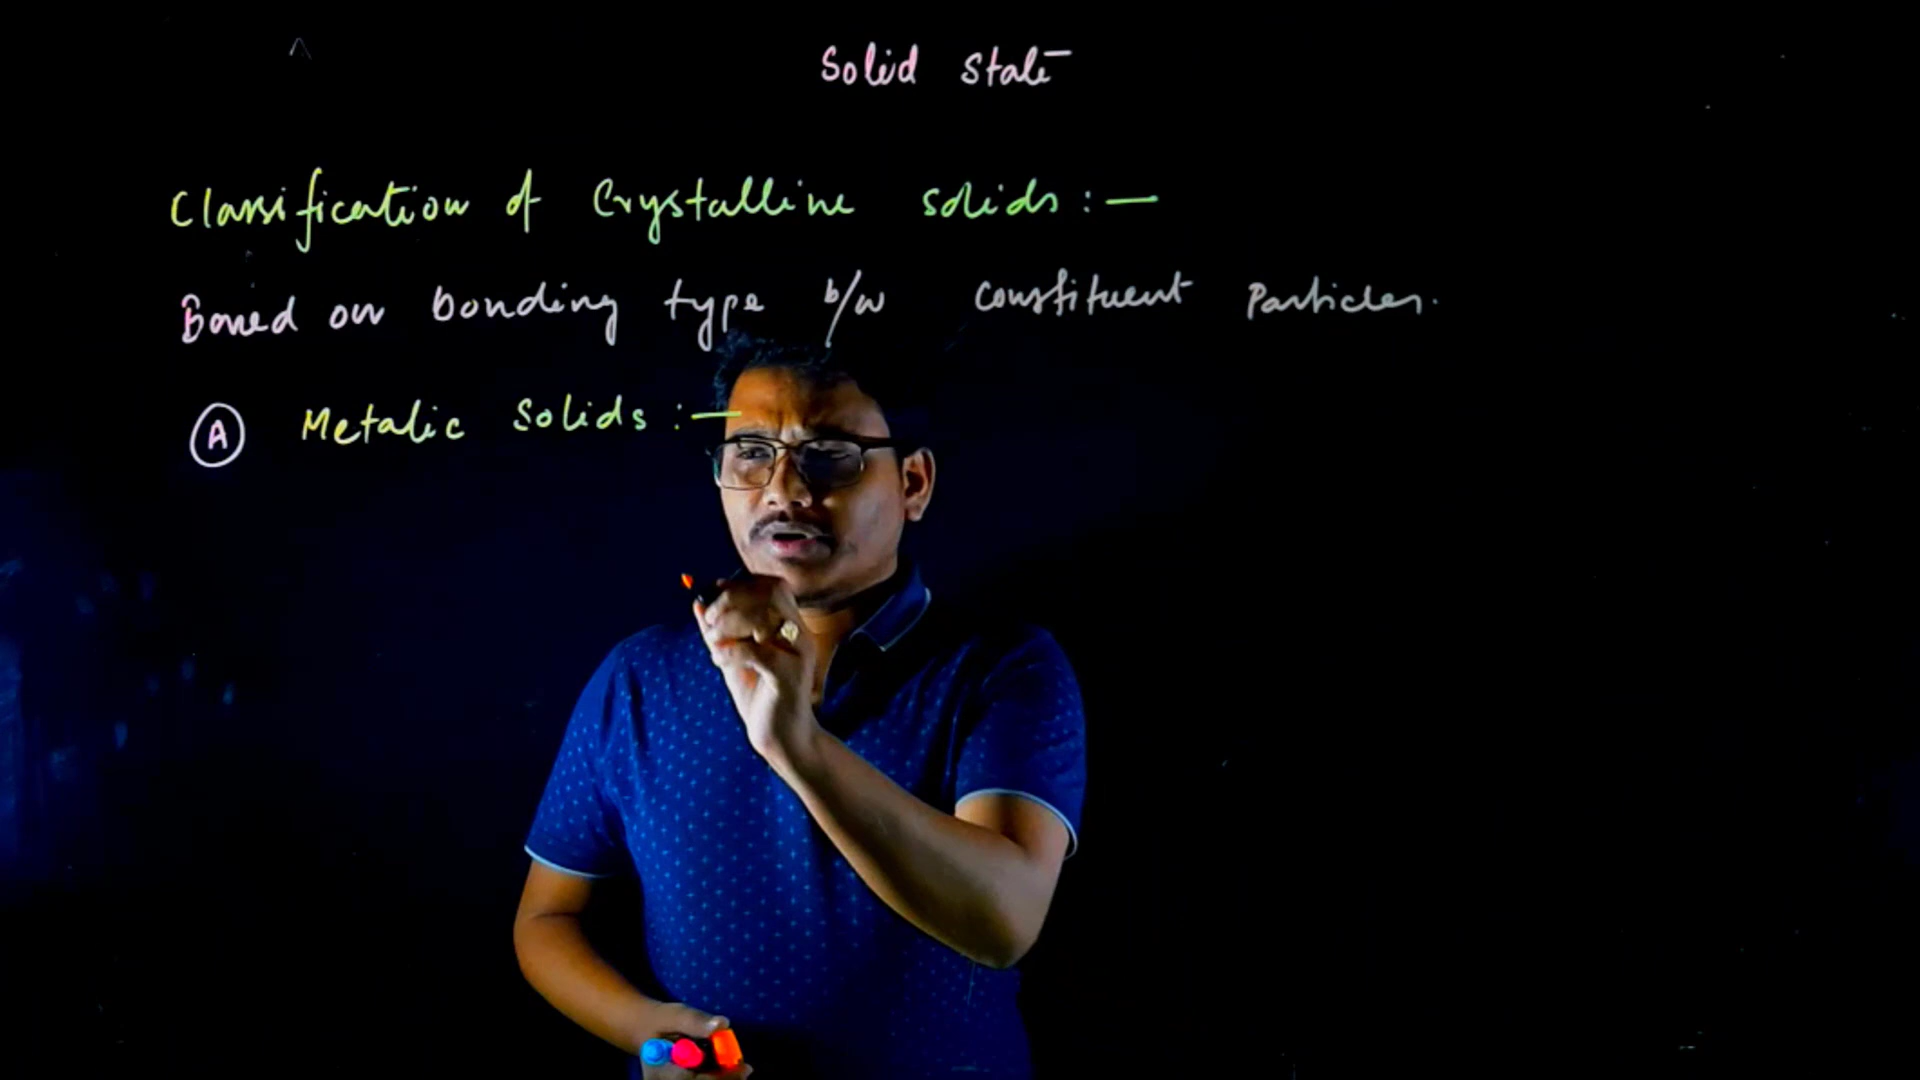 Solid State
Classification of Crystalline solids :—
Based on bonding type b/w constituent Particles.
A Metalic Solids :—